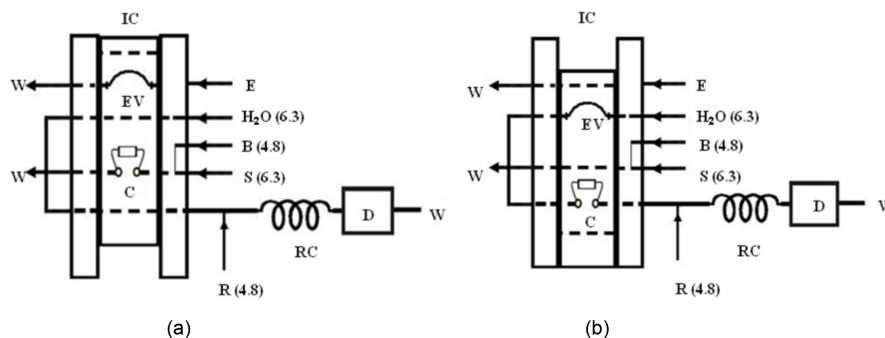 IC
W
E
EV
H₂O (6.3)
B (4.8)
W
S (6.3)
C
D
W
RC
R (4.8)
(a)
IC
W
E
EV
H₂O (6.3)
B (4.8)
W
S (6.3)
C
D
W
RC
R (4.8)
(b)